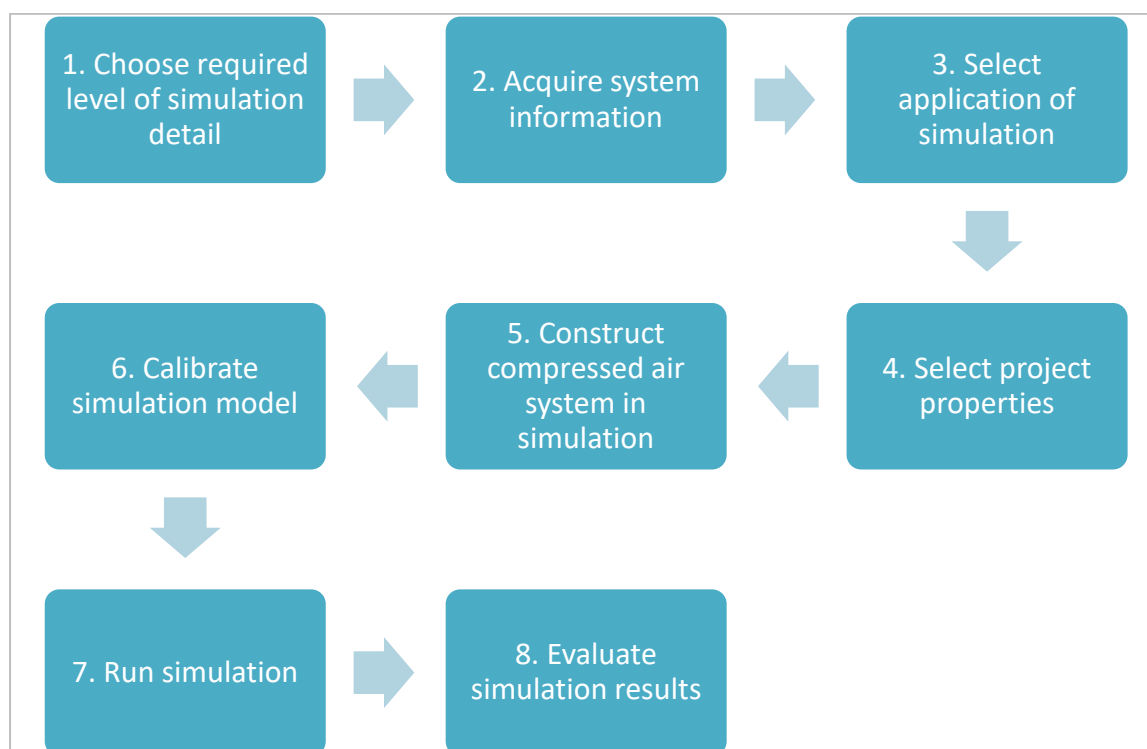 1. Choose required
level of simulation
detail
2. Acquire system
information
3. Select
application of
simulation
4. Select project
properties
5. Construct
compressed air
system in
simulation
6. Calibrate
simulation model
7. Run simulation
8. Evaluate
simulation results